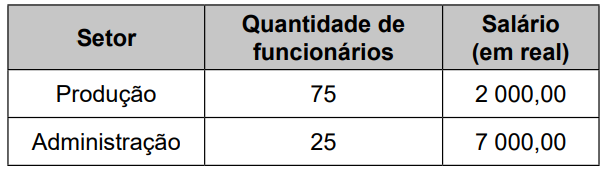 Setor Quantidade de funcionários Salário (em real)
Produção 75 2 000,00
Administração 25 7 000,00